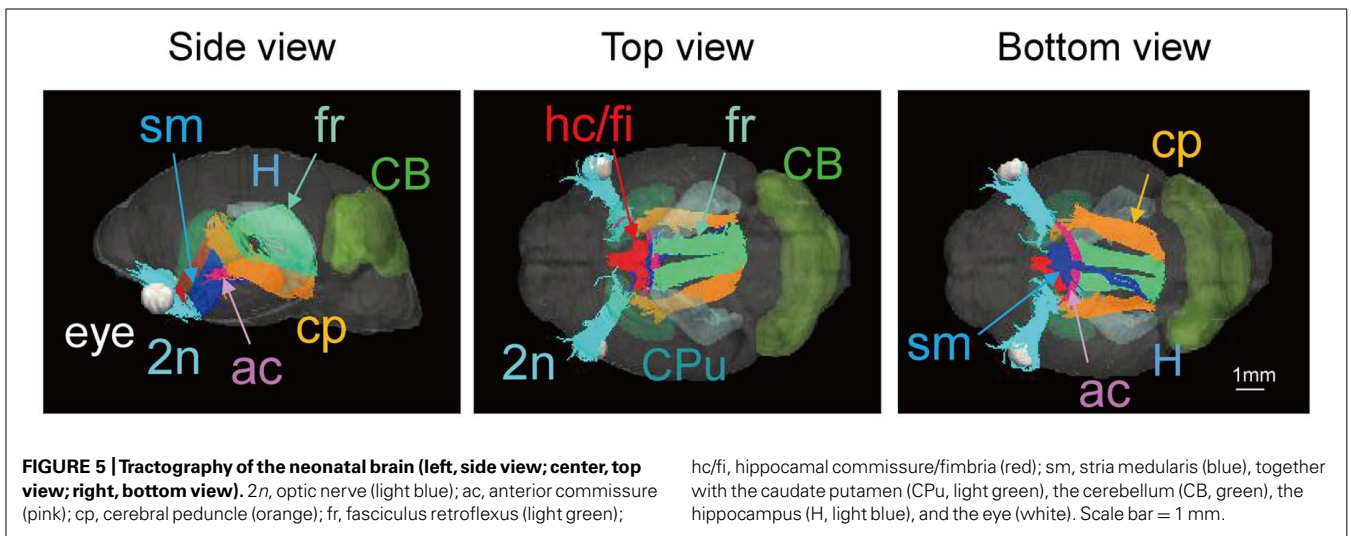 Side view
Top view
Bottom view
sm
fr
H
CB
eye
2n
ac
cp
hc/fi
fr
CB
2n
CPu
cp
sm
ac
H
1mm
FIGURE 5 | Tractography of the neonatal brain (left, side view; center, top
view; right, bottom view). 2n, optic nerve (light blue); ac, anterior commissure
(pink); cp, cerebral peduncle (orange); fr, fasciculus retroflexus (light green);
hc/fi, hippocamal commissure/fimbria (red); sm, stria medularis (blue), together
with the caudate putamen (CPu, light green), the cerebellum (CB, green), the
hippocampus (H, light blue), and the eye (white). Scale bar = 1 mm.